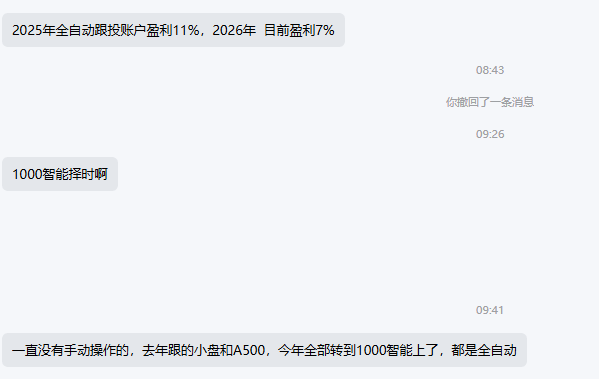 2025年全自动跟投账户盈利11%，2026年  目前盈利7%
08:43
你撤回了一条消息
09:26
1000智能择时啊
09:41
一直没有手动操作的，去年跟的小盘和A500，今年全部转到1000智能上了，都是全自动